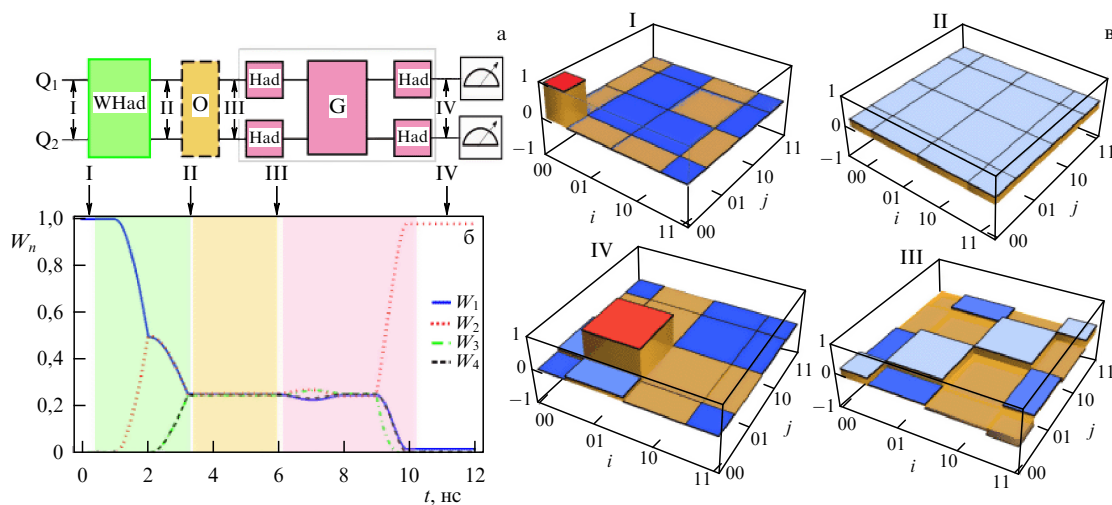 а
Q₁
Q₂
I
WHad
II
O
III
Had
Had
G
Had
Had
IV
I
II
III
IV
б
Wₙ
1,0
0,8
0,6
0,4
0,2
0
W₁
W₂
W₃
W₄
0 2 4 6 8 10 12
t, нс
I
1
0
−1
00
01
10
11
i
00
01
10
11
j
в
II
1
0
−1
00
01
10
11
i
00
01
10
11
j
IV
1
0
−1
00
01
10
11
i
00
01
10
11
j
III
1
0
−1
00
01
10
11
i
00
01
10
11
j